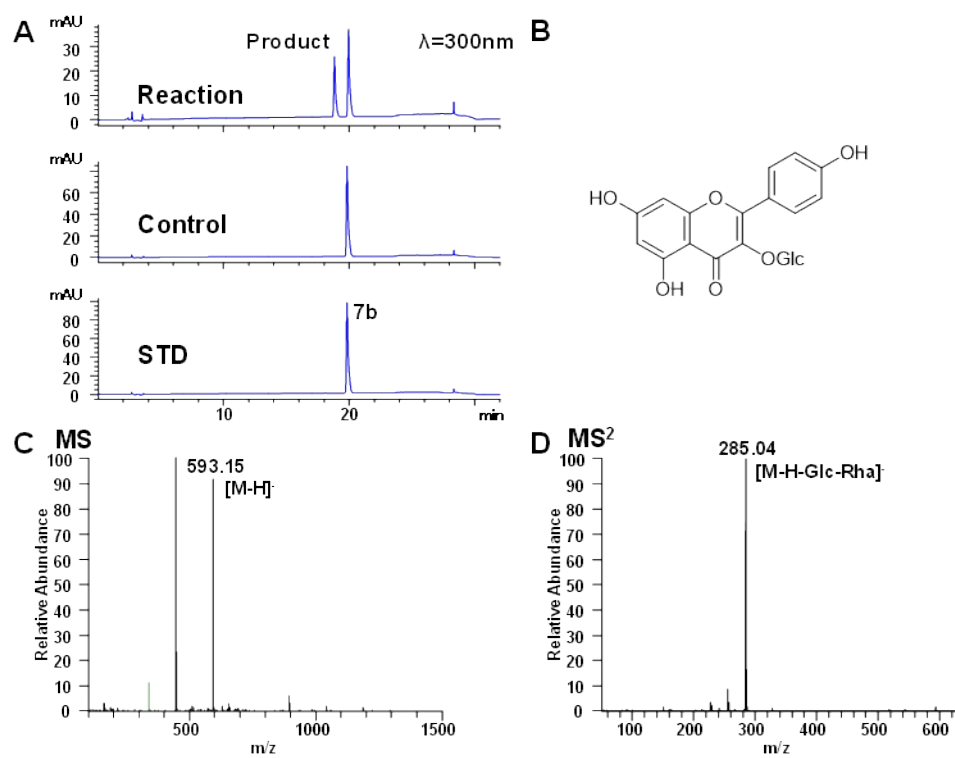 A
mAU
Product
λ=300nm
30
20
10
0
Reaction
mAU
60
40
20
0
Control
mAU
7b
80
60
40
20
0
STD
10
20
min
B
OH
HO
O
OGlc
OH
O
C
MS
593.15
[M-H]-
100
90
80
70
60
50
40
30
20
10
0
Relative Abundance
500
1000
1500
m/z
D
MS2
285.04
[M-H-Glc-Rha]-
100
90
80
70
60
50
40
30
20
10
0
Relative Abundance
100
200
300
400
500
600
m/z